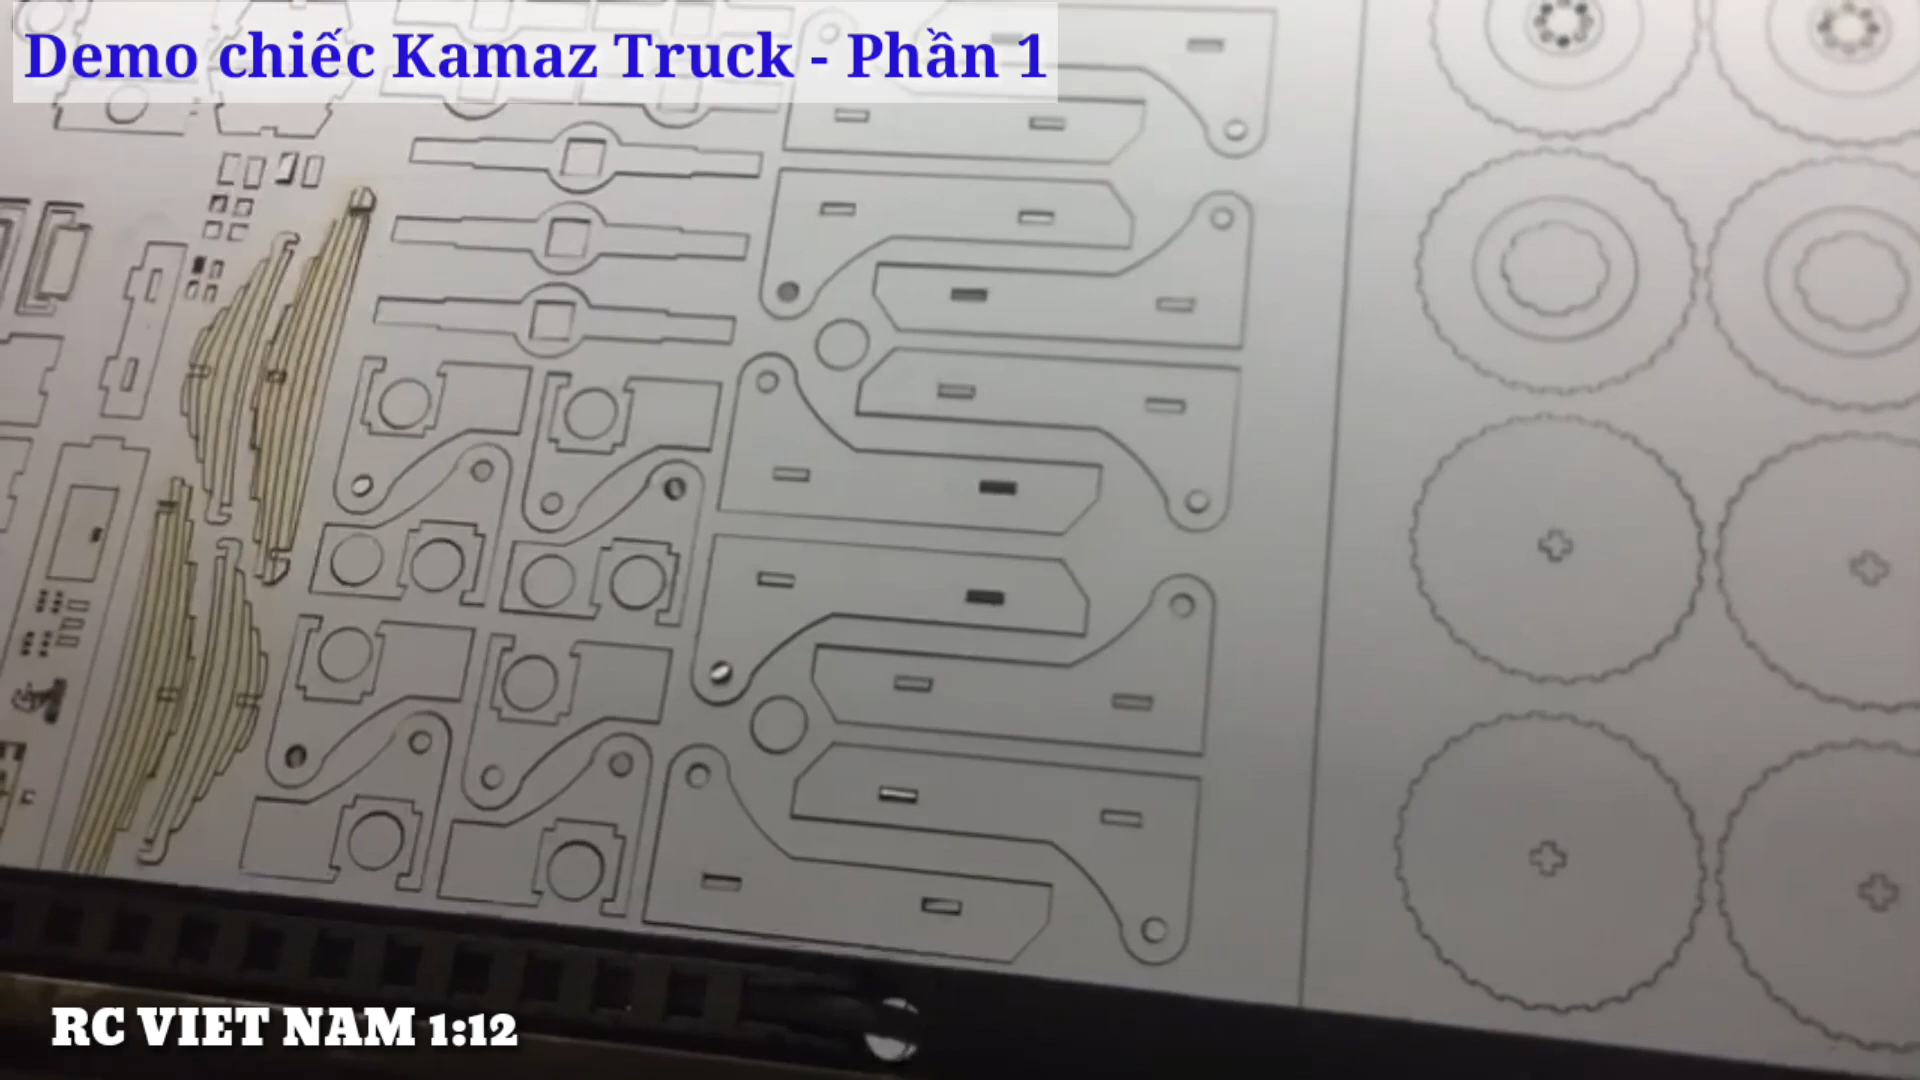 Demo chiếc Kamaz Truck - Phần 1
RC VIET NAM 1:12